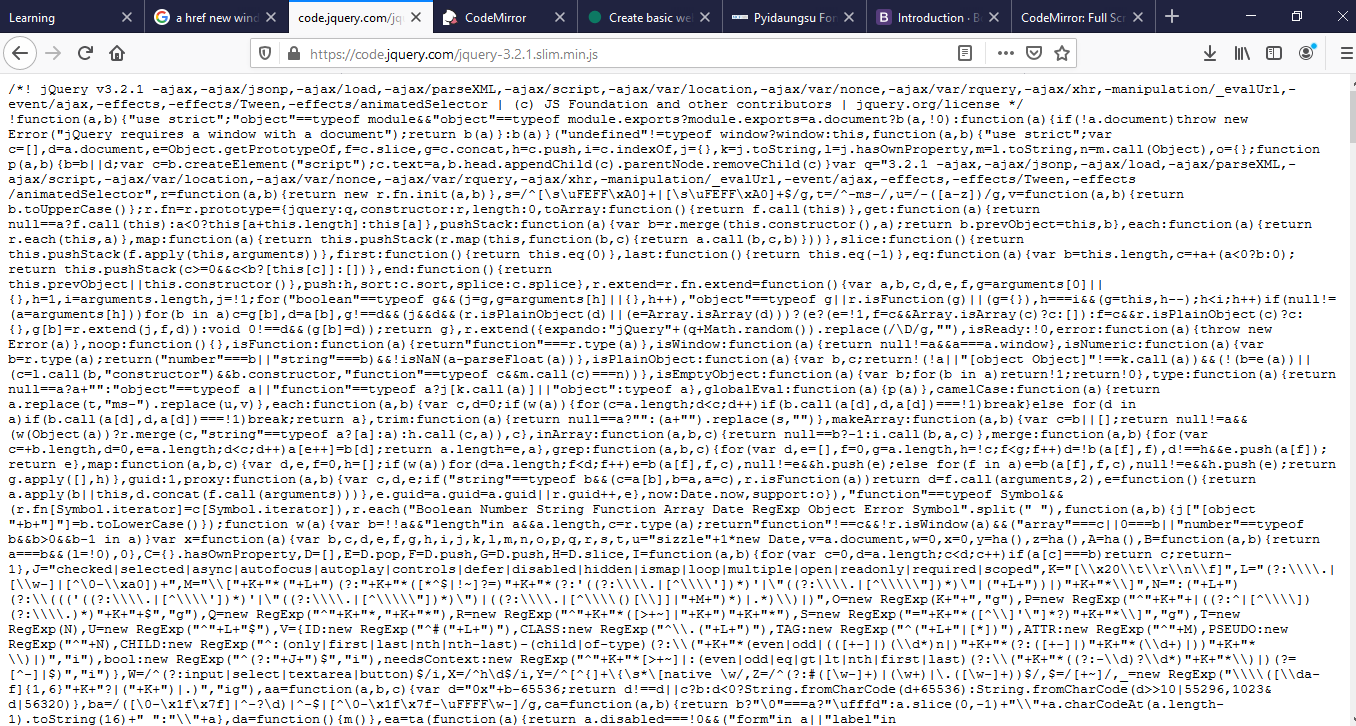 Learning
a href new wind
code.jquery.com/jq
CodeMirror
Create basic we
Pyidaungsu Fon
Introduction · B
CodeMirror: Full Scr
https://code.jquery.com/jquery-3.2.1.slim.min.js
/*! jQuery v3.2.1 -ajax,-ajax/jsonp,-ajax/load,-ajax/parseXML,-ajax/script,-ajax/var/location,-ajax/var/nonce,-ajax/var/rquery,-ajax/xhr,-manipulation/_evalUrl,-
event/ajax,-effects,-effects/Tween,-effects/animatedSelector | (c) JS Foundation and other contributors | jquery.org/license */
!function(a,b){"use strict";"object"==typeof module&&"object"==typeof module.exports?module.exports=a.document?b(a,!0):function(a){if(!a.document)throw new
Error("jQuery requires a window with a document");return b(a)}:b(a)}("undefined"!=typeof window?window:this,function(a,b){"use strict";var
c=[],d=a.document,e=Object.getPrototypeOf,f=c.slice,g=c.concat,h=c.push,i=c.indexOf,j={},k=j.toString,l=j.hasOwnProperty,m=l.toString,n=m.call(Object),o={};function
p(a,b){b=b||d;var c=b.createElement("script");c.text=a,b.head.appendChild(c).parentNode.removeChild(c)}var q="3.2.1 -ajax,-ajax/jsonp,-ajax/load,-ajax/parseXML,-
ajax/script,-ajax/var/location,-ajax/var/nonce,-ajax/var/rquery,-ajax/xhr,-manipulation/_evalUrl,-event/ajax,-effects,-effects/Tween,-effects
/animatedSelector",r=function(a,b){return new r.fn.init(a,b)},s=/^[\s\uFEFF\xA0]+|[\s\uFEFF\xA0]+$/g,t=/^-ms-/,u=/-([a-z])/g,v=function(a,b){return
b.toUpperCase()};r.fn=r.prototype={jquery:q,constructor:r,length:0,toArray:function(){return f.call(this)},get:function(a){return
null==a?f.call(this):a<0?this[a+this.length]:this[a]},pushStack:function(a){var b=r.merge(this.constructor(),a);return b.prevObject=this,b},each:function(a){return
r.each(this,a)},map:function(a){return this.pushStack(r.map(this,function(b,c){return a.call(b,c,b)}))},slice:function(){return
this.pushStack(f.apply(this,arguments))},first:function(){return this.eq(0)},last:function(){return this.eq(-1)},eq:function(a){var b=this.length,c=+a+(a<0?b:0);
return this.pushStack(c>=0&&c<b?[this[c]]:[])},end:function(){return
this.prevObject||this.constructor()},push:h,sort:c.sort,splice:c.splice},r.extend=r.fn.extend=function(){var a,b,c,d,e,f,g=arguments[0]||
{},h=1,i=arguments.length,j=!1;for("boolean"==typeof g&&(j=g,g=arguments[h]||{},h++),"object"==typeof g||r.isFunction(g)||(g={}),h===i&&(g=this,h--);h<i;h++)if(null!=
(a=arguments[h]))for(b in a)c=g[b],d=a[b],g!==d&&(j&&d&&(r.isPlainObject(d)||(e=Array.isArray(d)))?(e?(e=!1,f=c&&Array.isArray(c)?c:[]):f=c&&r.isPlainObject(c)?c:
{},g[b]=r.extend(j,f,d)):void 0!==d&&(g[b]=d));return g},r.extend({expando:"jQuery"+(q+Math.random()).replace(/\D/g,""),isReady:!0,error:function(a){throw new
Error(a)},noop:function(){},isFunction:function(a){return"function"===r.type(a)},isWindow:function(a){return null!=a&&a===a.window},isNumeric:function(a){var
b=r.type(a);return("number"===b||"string"===b)&&!isNaN(a-parseFloat(a))},isPlainObject:function(a){var b,c;return!(!a||"[object Object]"!==k.call(a))&&(!(b=e(a))||
(c=l.call(b,"constructor")&&b.constructor,"function"==typeof c&&m.call(c)===n))},isEmptyObject:function(a){var b;for(b in a)return!1;return!0},type:function(a){return
null==a?a+"":"object"==typeof a||"function"==typeof a?j[k.call(a)]||"object":typeof a},globalEval:function(a){p(a)},camelCase:function(a){return
a.replace(t,"ms-").replace(u,v)},each:function(a,b){var c,d=0;if(w(a)){for(c=a.length;d<c;d++)if(b.call(a[d],d,a[d])===!1)break}else for(d in
a)if(b.call(a[d],d,a[d])===!1)break;return a},trim:function(a){return null==a?"":(a+"").replace(s,"")},makeArray:function(a,b){var c=b||[];return null!=a&&
(w(Object(a))?r.merge(c,"string"==typeof a?[a]:a):h.call(c,a)),c},inArray:function(a,b,c){return null==b?-1:i.call(b,a,c)},merge:function(a,b){for(var
c=+b.length,d=0,e=a.length;d<c;d++)a[e++]=b[d];return a.length=e,a},grep:function(a,b,c){for(var d,e=[],f=0,g=a.length,h=!c;f<g;f++)d=!b(a[f],f),d!==h&&e.push(a[f]);
return e},map:function(a,b,c){var d,e,f=0,h=[];if(w(a))for(d=a.length;f<d;f++)e=b(a[f],f,c),null!=e&&h.push(e);else for(f in a)e=b(a[f],f,c),null!=e&&h.push(e);return
g.apply([],h)},guid:1,proxy:function(a,b){var c,d,e;if("string"==typeof b&&(c=a[b],b=a,a=c),r.isFunction(a))return d=f.call(arguments,2),e=function(){return
a.apply(b||this,d.concat(f.call(arguments)))},e.guid=a.guid=a.guid||r.guid++,e},now:Date.now,support:o}),"function"==typeof Symbol&&
(r.fn[Symbol.iterator]=c[Symbol.iterator]),r.each("Boolean Number String Function Array Date RegExp Object Error Symbol".split(" "),function(a,b){j["[object
"+b+"]"]=b.toLowerCase()});function w(a){var b=!!a&&"length"in a&&a.length,c=r.type(a);return"function"!==c&&!r.isWindow(a)&&("array"===c||0===b||"number"==typeof
b&&b>0&&b-1 in a)}var x=function(a){var b,c,d,e,f,g,h,i,j,k,l,m,n,o,p,q,r,s,t,u="sizzle"+1*new Date,v=a.document,w=0,x=0,y=ha(),z=ha(),A=ha(),B=function(a,b){return
a===b&&(l=!0),0},C={}.hasOwnProperty,D=[],E=D.pop,F=D.push,G=D.push,H=D.slice,I=function(a,b){for(var c=0,d=a.length;c<d;c++)if(a[c]===b)return c;return-
1},J="checked|selected|async|autofocus|autoplay|controls|defer|disabled|hidden|ismap|loop|multiple|open|readonly|required|scoped",K="[\\x20\\t\\r\\n\\f]",L="(?:\\\\.|
[\\w-]|[^\0-\\xa0])+",M="\\["+K+"*("+L+")(?:"+K+"*([*^$|!~]?=)"+K+"*(?:'((?:\\\\.|[^\\\\'])*)'|\"((?:\\\\.|[^\\\\\"])*)\"|("+L+"))|)"+K+"*\\]",N=":("+L+")
(?:\\((('((?:\\\\.|[^\\\\'])*)'|\"((?:\\\\.|[^\\\\\"])*)\")|((?:\\\\.|[^\\\\()[\\]]|"+M+")*)|.*)\\)|)",O=new RegExp(K+"+","g"),P=new RegExp("^"+K+"+|((?:^|[^\\\\])
(?:\\\\.)*)"+K+"+$","g"),Q=new RegExp("^"+K+"*,"+K+"*"),R=new RegExp("^"+K+"*([>+~]|"+K+")"+K+"*"),S=new RegExp("="+K+"*([^\\]'\"]*?)"+K+"*\\]","g"),T=new
RegExp(N),U=new RegExp("^"+L+"$"),V={ID:new RegExp("^#("+L+")"),CLASS:new RegExp("^\\.("+L+")"),TAG:new RegExp("^("+L+"|[*])"),ATTR:new RegExp("^"+M),PSEUDO:new
RegExp("^"+N),CHILD:new RegExp("^:(only|first|last|nth|nth-last)-(child|of-type)(?:\\("+K+"*(even|odd|(([+-]|)(\\d*)n|)"+K+"*(?:([+-]|)"+K+"*(\\d+)|))"+K+"*
\\)|)","i"),bool:new RegExp("^(?:"+J+")$","i"),needsContext:new RegExp("^"+K+"*[>+~]|:(even|odd|eq|gt|lt|nth|first|last)(?:\\("+K+"*((?:-\\d)?\\d*)"+K+"*\\)|)(?=
[^-]|$)","i")},W=/^(?:input|select|textarea|button)$/i,X=/^h\d$/i,Y=/^[^{]+\{\s*\[native \w/,Z=/^(?:#([\w-]+)|(\w+)|\.([\w-]+))$/,$=/[+~]/,_=new RegExp("\\\\([\\da-
f]{1,6}"+K+"?|("+K+")|.)","ig"),aa=function(a,b,c){var d="0x"+b-65536;return d!==d||c?b:d<0?String.fromCharCode(d+65536):String.fromCharCode(d>>10|55296,1023&
d|56320)},ba=/([\0-\x1f\x7f]|^-?\d)|^-$|[^\0-\x1f\x7f-\uFFFF\w-]/g,ca=function(a,b){return b?"\0"===a?"\ufffd":a.slice(0,-1)+"\\"+a.charCodeAt(a.length-
1).toString(16)+" ":"\\"+a},da=function(){m()},ea=ta(function(a){return a.disabled===!0&&("form"in a||"label"in